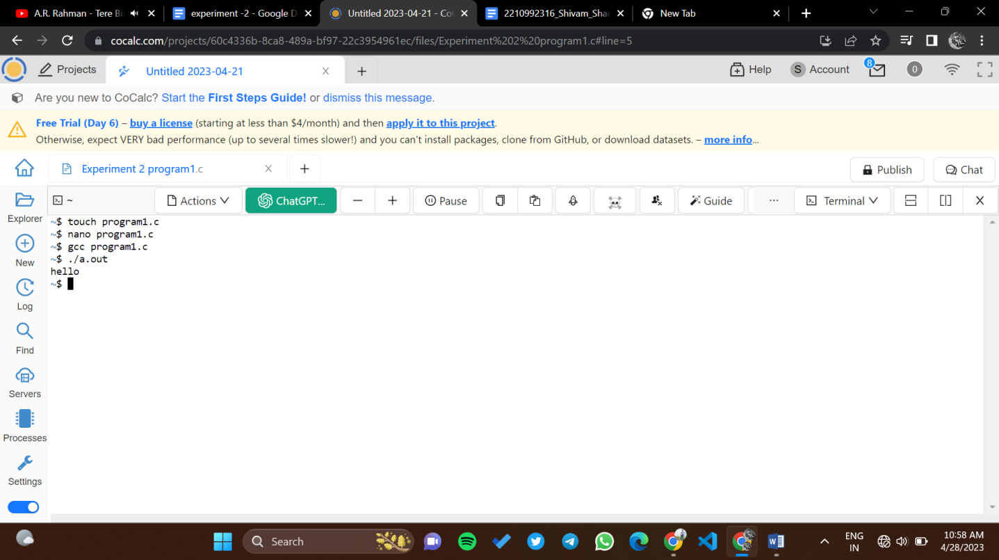 A.R. Rahman - Tere Bi
experiment -2 - Google D
Untitled 2023-04-21 - Co
2210992316_Shivam_Shar
New Tab
cocalc.com/projects/60c4336b-8ca8-489a-bf97-22c3954961ec/files/Experiment%202%20program1.c#line=5
Projects
Untitled 2023-04-21
Help
S Account
8
0
Are you new to CoCalc? Start the First Steps Guide! or dismiss this message.
Free Trial (Day 6) – buy a license (starting at less than $4/month) and then apply it to this project.
Otherwise, expect VERY bad performance (up to several times slower!) and you can't install packages, clone from GitHub, or download datasets. – more info...
Experiment 2 program1.c
Publish
Chat
~
Actions
ChatGPT...
Pause
Guide
...
Terminal
Explorer
New
Log
Find
Servers
Processes
Settings
~$ touch program1.c
~$ nano program1.c
~$ gcc program1.c
~$ ./a.out
hello
~$
Search
ENG
IN
10:58 AM
4/28/2023